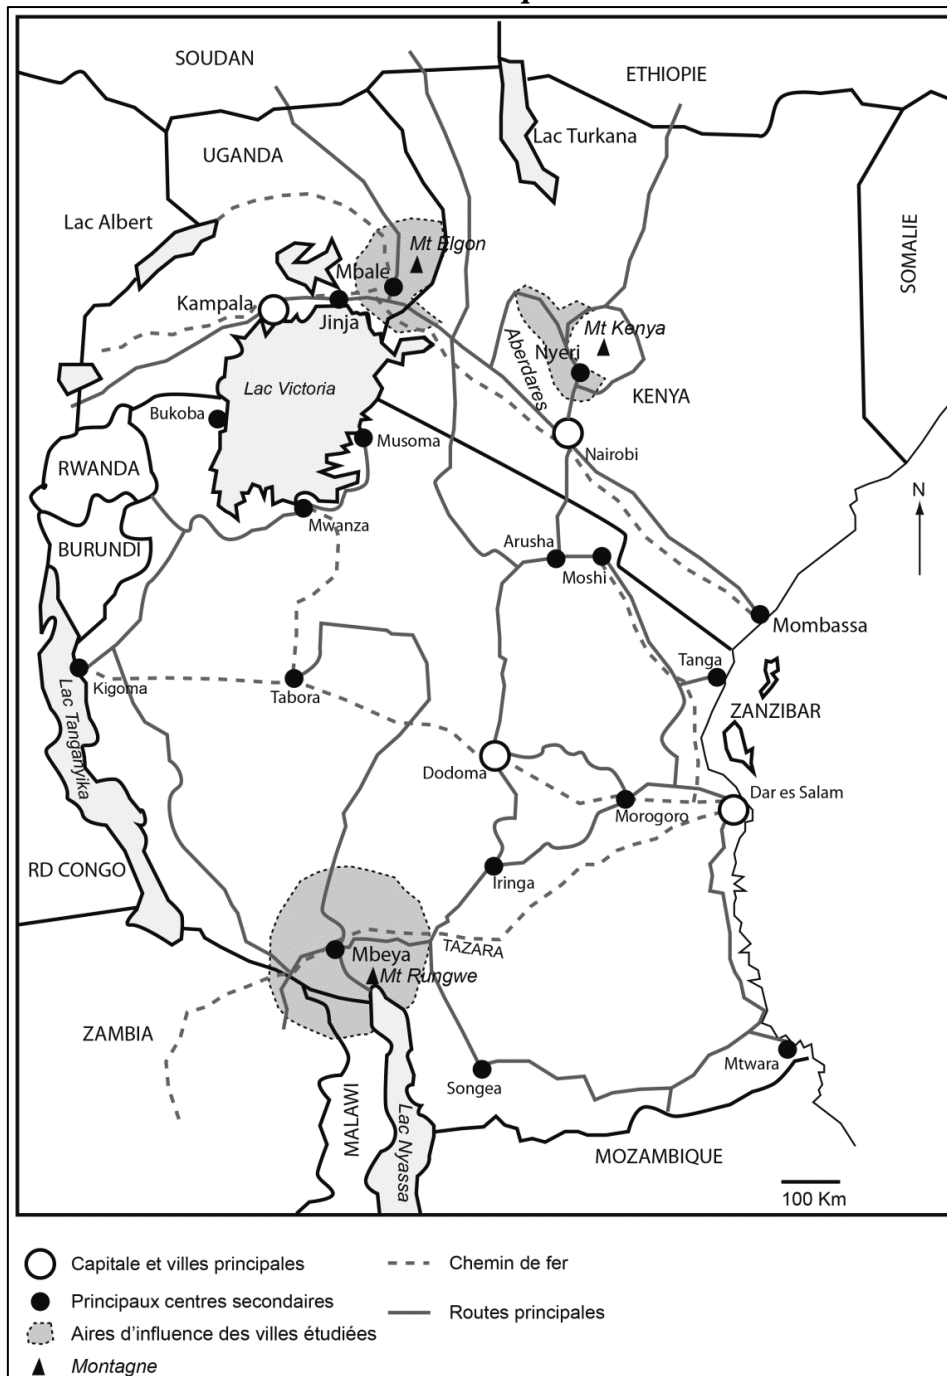 SOUDAN
ETHIOPIE
Lac Turkana
UGANDA
Lac Albert
SOMALIE
Mt Elgon
Mbale
Kampala
Jinja
Mt Kenya
Nyeri
Aberdares
KENYA
Lac Victoria
Bukoba
Musoma
Nairobi
RWANDA
N
Mwanza
BURUNDI
Arusha
Moshi
Mombassa
Tanga
Kigoma
Tabora
ZANZIBAR
Lac Tanganyika
Dodoma
Dar es Salam
Morogoro
RD CONGO
Iringa
TAZARA
Mbeya
Mt Rungwe
ZAMBIA
Mtwara
Songea
MALAWI
Lac Nyassa
MOZAMBIQUE
100 Km
Capitale et villes principales
Chemin de fer
Principaux centres secondaires
Routes principales
Aires d'influence des villes étudiées
Montagne